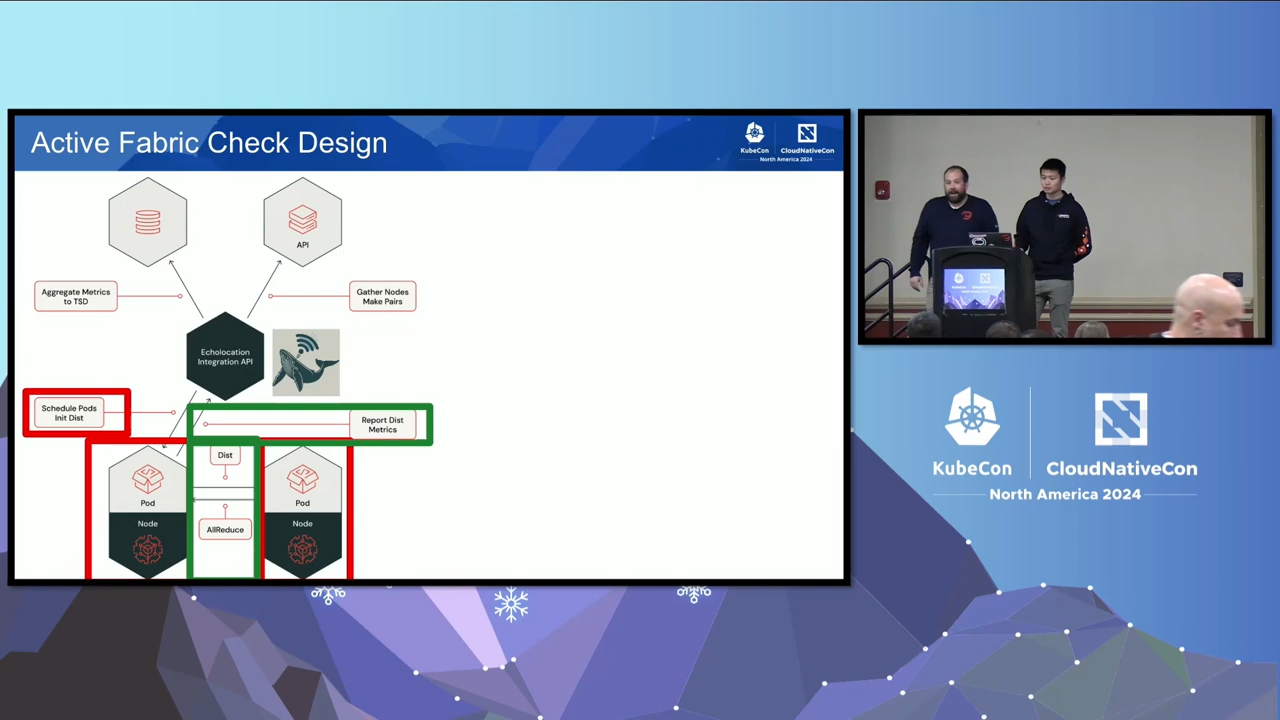 Active Fabric Check Design
KubeCon
CloudNativeCon
North America 2024
API
Aggregate Metrics
to TSD
Gather Nodes
Make Pairs
Echolocation
Integration API
Schedule Pods
Init Dist
Report Dist
Metrics
Dist
Pod
Pod
Node
AllReduce
Node
KubeCon
CloudNativeCon
North America 2024